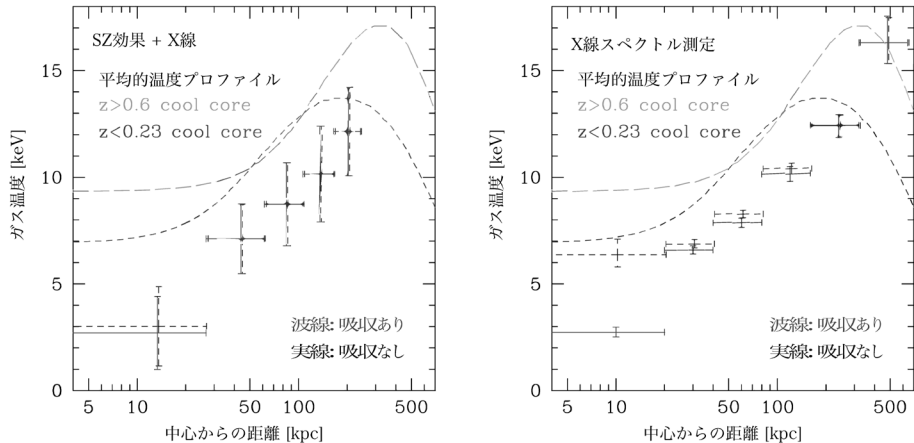 SZ効果 + X線
平均的温度プロファイル
z>0.6 cool core
z<0.23 cool core
波線: 吸収あり
実線: 吸収なし
ガス温度 [keV]
15
10
5
0
5 10 50 100 500
中心からの距離 [kpc]
X線スペクトル測定
平均的温度プロファイル
z>0.6 cool core
z<0.23 cool core
波線: 吸収あり
実線: 吸収なし
ガス温度 [keV]
15
10
5
0
5 10 50 100 500
中心からの距離 [kpc]